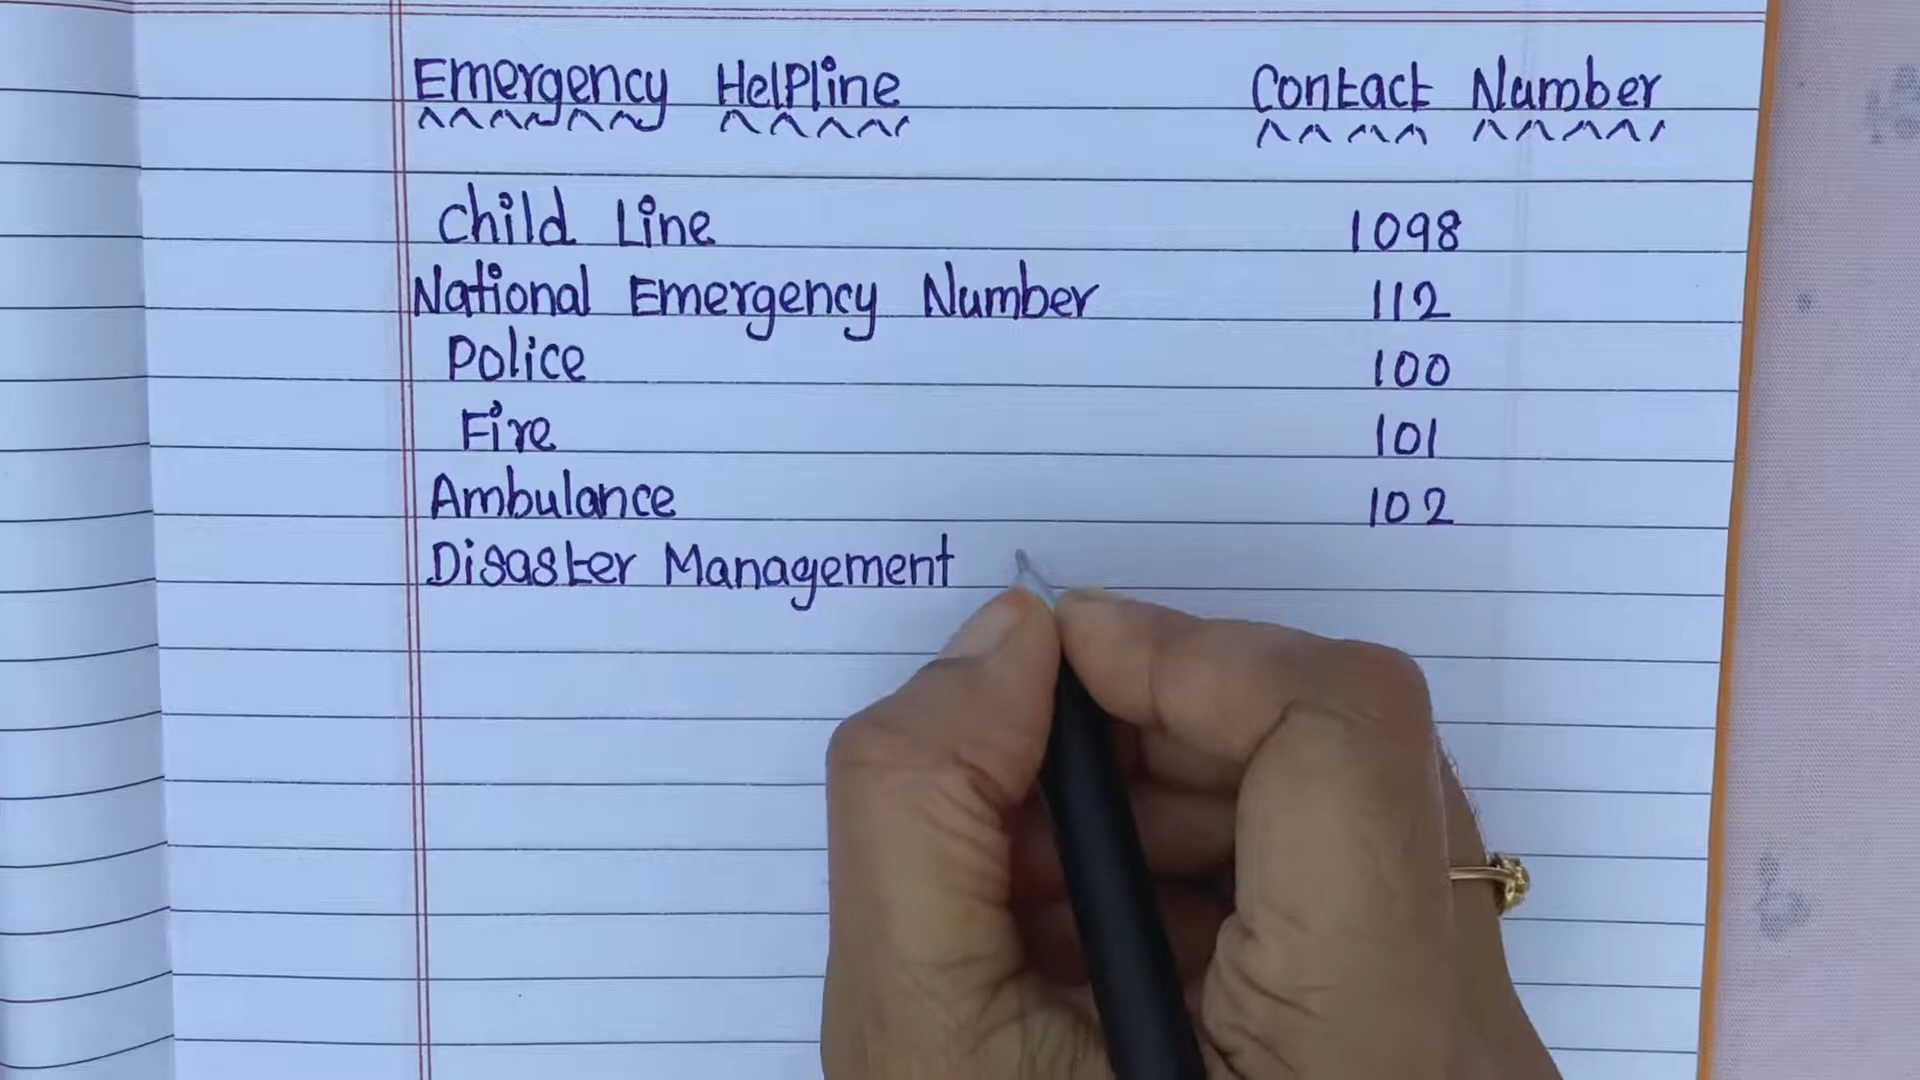 Emergency Helpline Contact Number
Child Line 1098
National Emergency Number 112
Police 100
Fire 101
Ambulance 102
Disaster Management